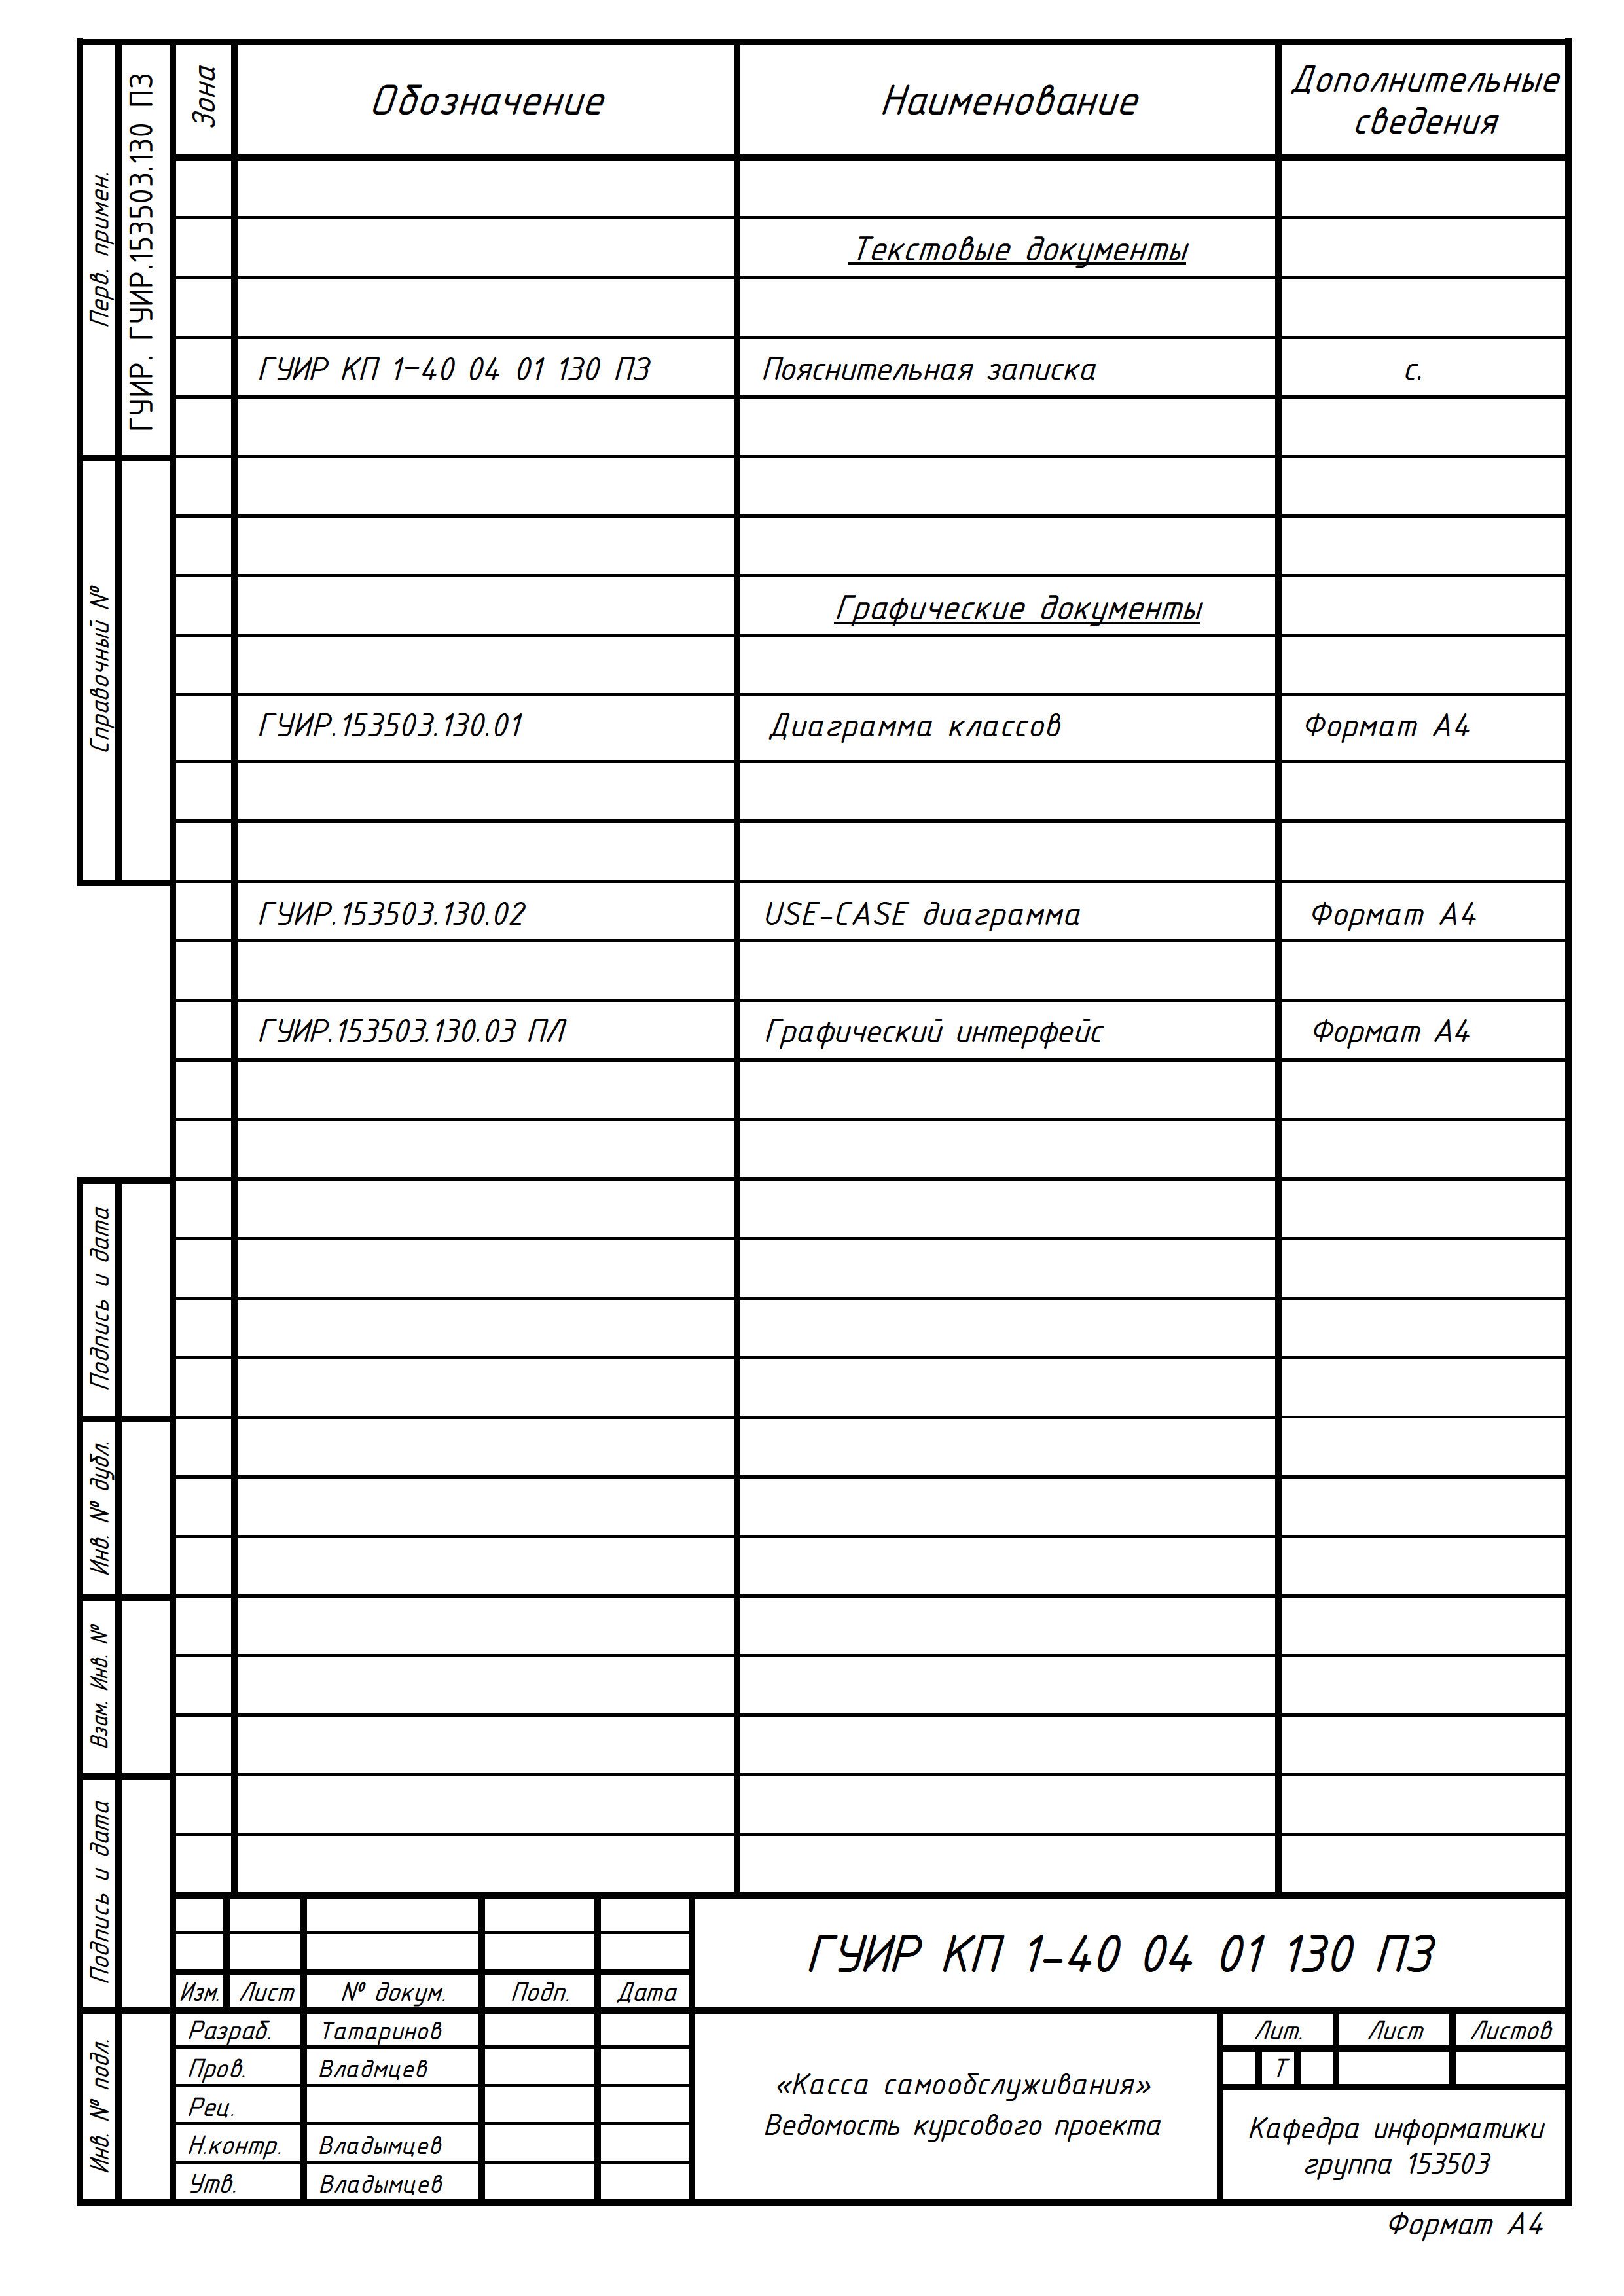 Перв. примен.
ГУИР. ГУИР.153503.130 ПЗ
Справочный №
Подпись и дата
Инв. № дубл.
Взам. Инв. №
Подпись и дата
Инв. № подл.
Зона
Обозначение
Наименование
Дополнительные
сведения
Текстовые документы
ГУИР КП 1-40 04 01 130 ПЗ
Пояснительная записка
с.
Графические документы
ГУИР.153503.130.01
Диаграмма классов
Формат А4
ГУИР.153503.130.02
USE-CASE диаграмма
Формат А4
ГУИР.153503.130.03 ПЛ
Графический интерфейс
Формат А4
ГУИР КП 1-40 04 01 130 ПЗ
Изм.
Лист
№ докум.
Подп.
Дата
Разраб.
Татаринов
Пров.
Владмцев
Рец.
Н.контр.
Владымцев
Утв.
Владымцев
«Касса самообслуживания»
Ведомость курсового проекта
Лит.
Лист
Листов
Т
Кафедра информатики
группа 153503
Формат А4